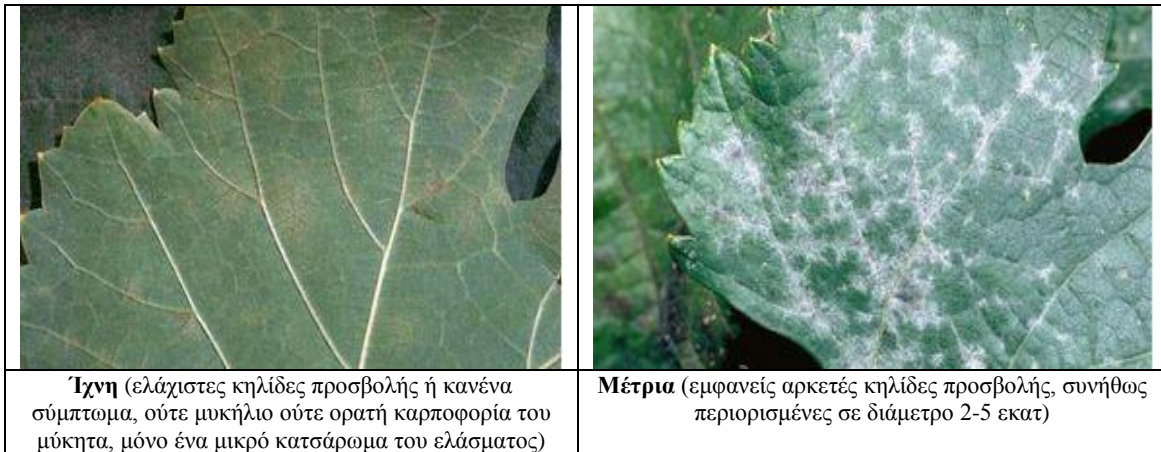 Ίχνη (ελάχιστες κηλίδες προσβολής ή κανένα
σύμπτωμα, ούτε μυκήλιο ούτε ορατή καρποφορία του
μύκητα, μόνο ένα μικρό κατσάρωμα του ελάσματος)
Μέτρια (εμφανείς αρκετές κηλίδες προσβολής, συνήθως
περιορισμένες σε διάμετρο 2-5 εκατ)